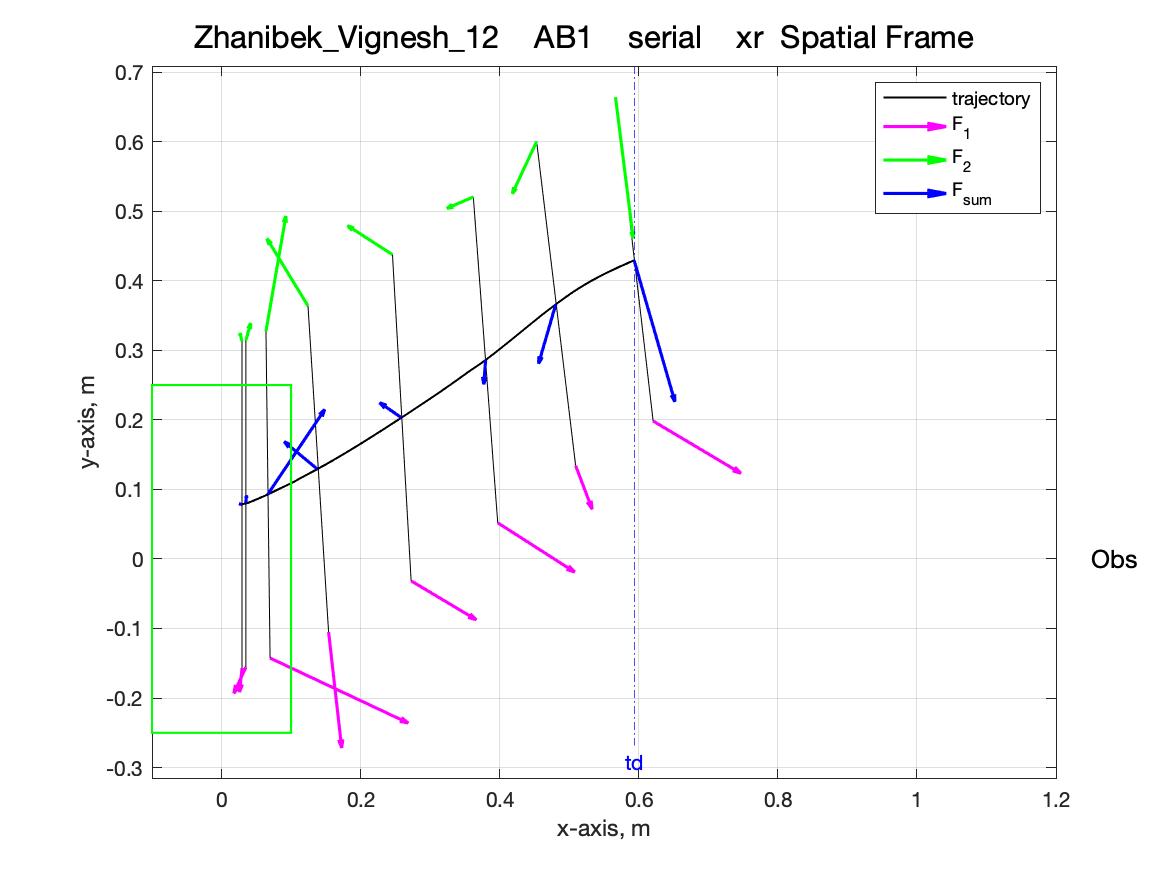 Zhanibek_Vignesh_12 AB1 serial xr Spatial Frame
0.7
0.6
0.5
0.4
0.3
0.2
0.1
0
-0.1
-0.2
-0.3
y-axis, m
trajectory
F1
F2
Fsum
Obs
td
0 0.2 0.4 0.6 0.8 1 1.2
x-axis, m